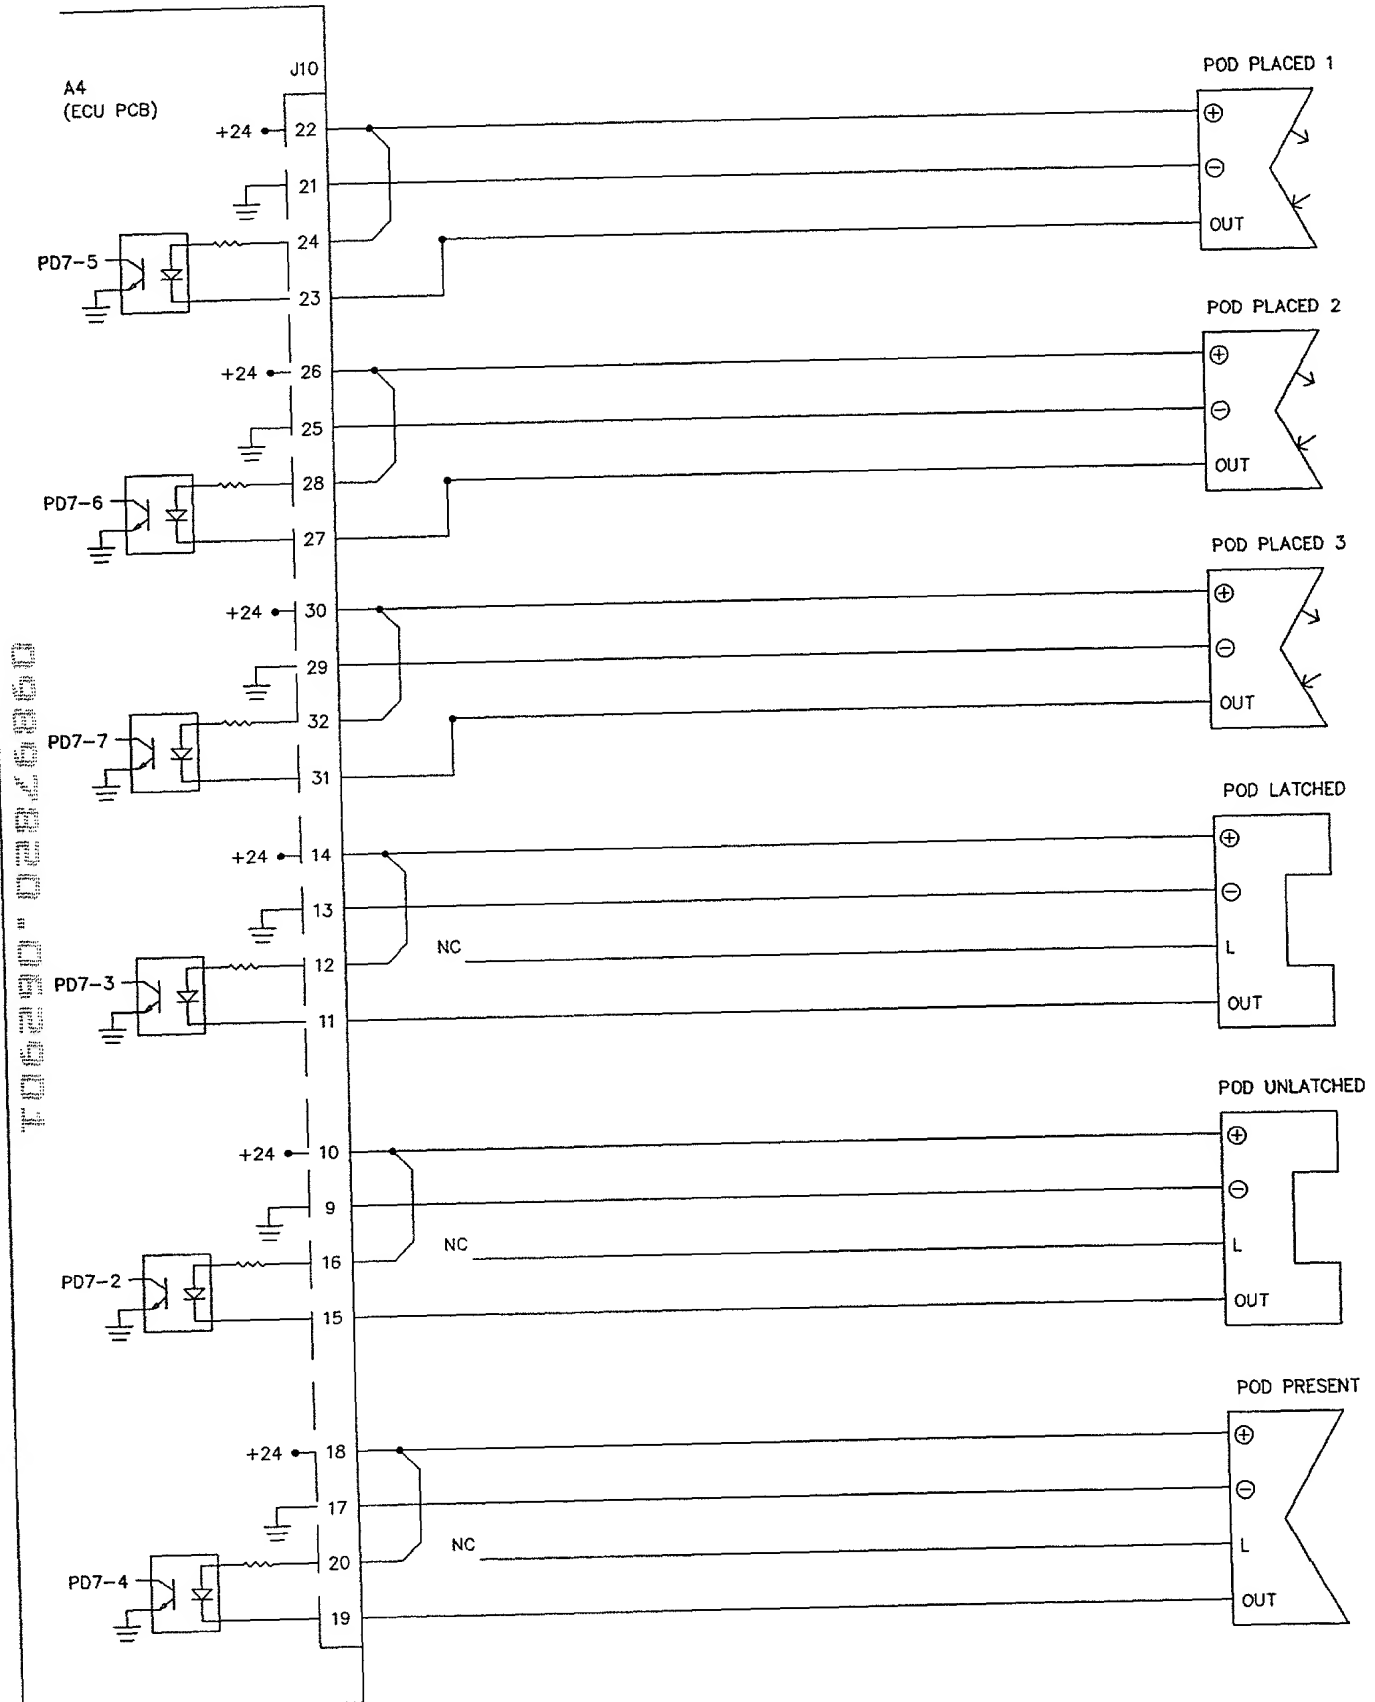 J10
A4
(ECU PCB)
POD PLACED 1
+24 22
21
24
PD7-5
23
⊕
⊖
OUT
POD PLACED 2
+24 26
25
28
PD7-6
27
⊕
⊖
OUT
POD PLACED 3
+24 30
29
32
PD7-7
31
⊕
⊖
OUT
POD LATCHED
+24 14
13
NC
12
PD7-3
11
⊕
⊖
L
OUT
POD UNLATCHED
+24 10
9
NC
16
PD7-2
15
⊕
⊖
L
OUT
POD PRESENT
+24 18
17
NC
20
PD7-4
19
⊕
⊖
L
OUT
09897820.062901